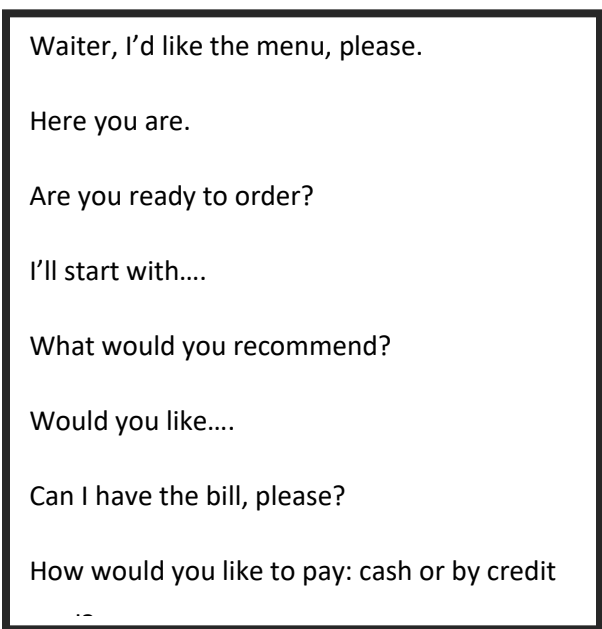 Waiter, I’d like the menu, please.
Here you are.
Are you ready to order?
I’ll start with….
What would you recommend?
Would you like….
Can I have the bill, please?
How would you like to pay: cash or by credit